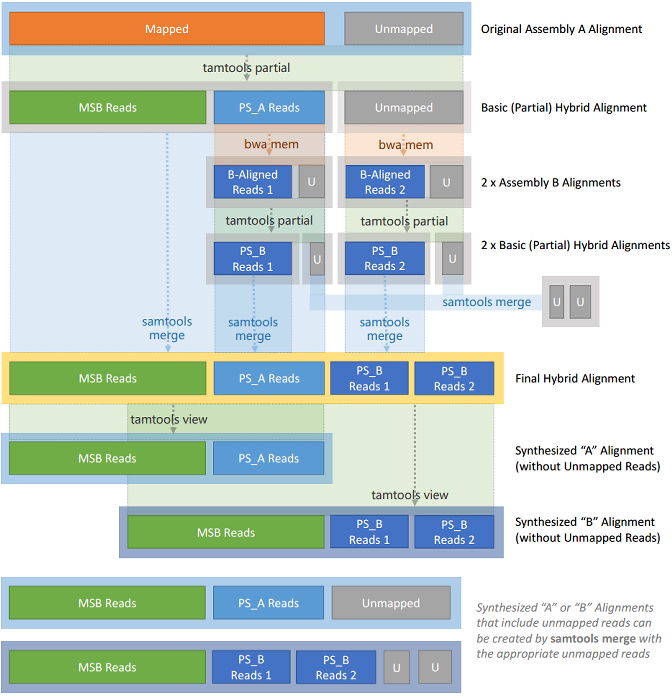 Mapped
Unmapped
Original Assembly A Alignment
tamtools partial
MSB Reads
PS_A Reads
Unmapped
Basic (Partial) Hybrid Alignment
bwa mem
bwa mem
B-Aligned
Reads 1
U
B-Aligned
Reads 2
U
2 x Assembly B Alignments
tamtools partial
tamtools partial
PS_B
Reads 1
U
PS_B
Reads 2
U
2 x Basic (Partial) Hybrid Alignments
samtools merge
U
U
samtools
merge
samtools
merge
samtools
merge
MSB Reads
PS_A Reads
PS_B
Reads 1
PS_B
Reads 2
Final Hybrid Alignment
tamtools view
MSB Reads
PS_A Reads
Synthesized “A” Alignment
(without Unmapped Reads)
tamtools view
MSB Reads
PS_B
Reads 1
PS_B
Reads 2
Synthesized “B” Alignment
(without Unmapped Reads)
MSB Reads
PS_A Reads
Unmapped
MSB Reads
PS_B
Reads 1
PS_B
Reads 2
U
U
Synthesized “A” or “B” Alignments
that include unmapped reads can
be created by samtools merge with
the appropriate unmapped reads